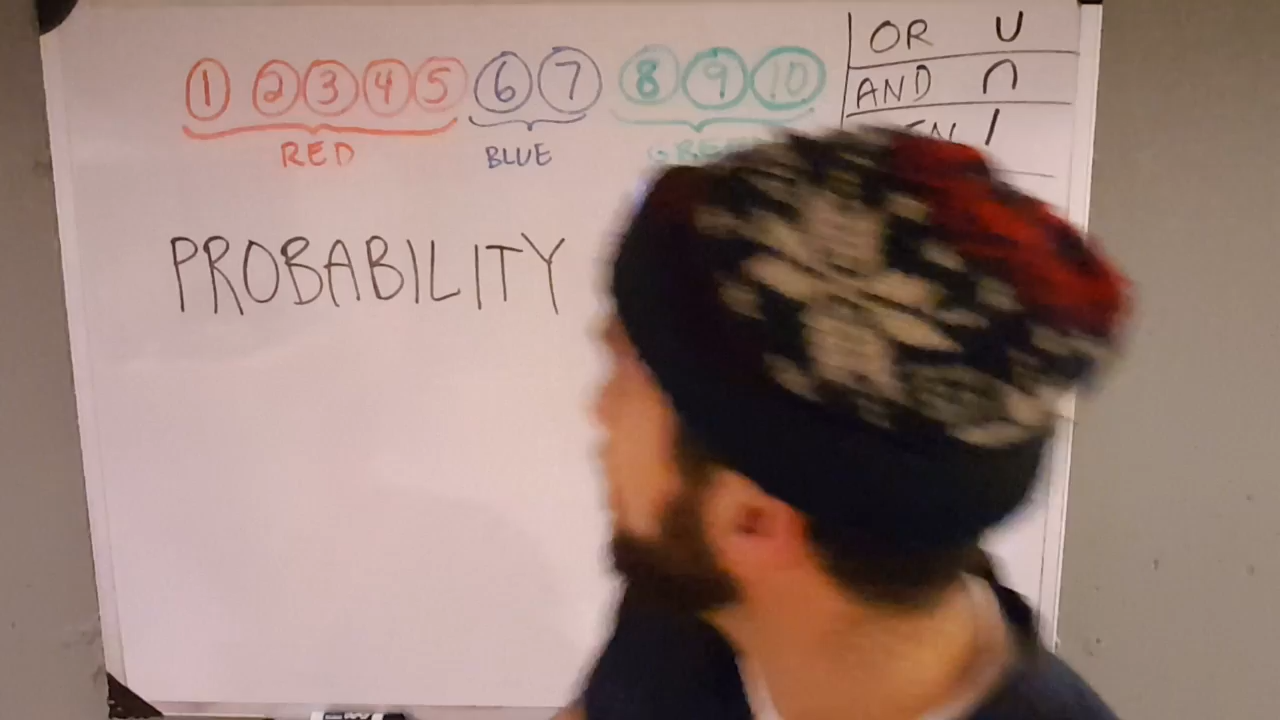 1 2 3 4 5 6 7 8 9 10
RED BLUE
OR ∪
AND ∩
/
PROBABILITY